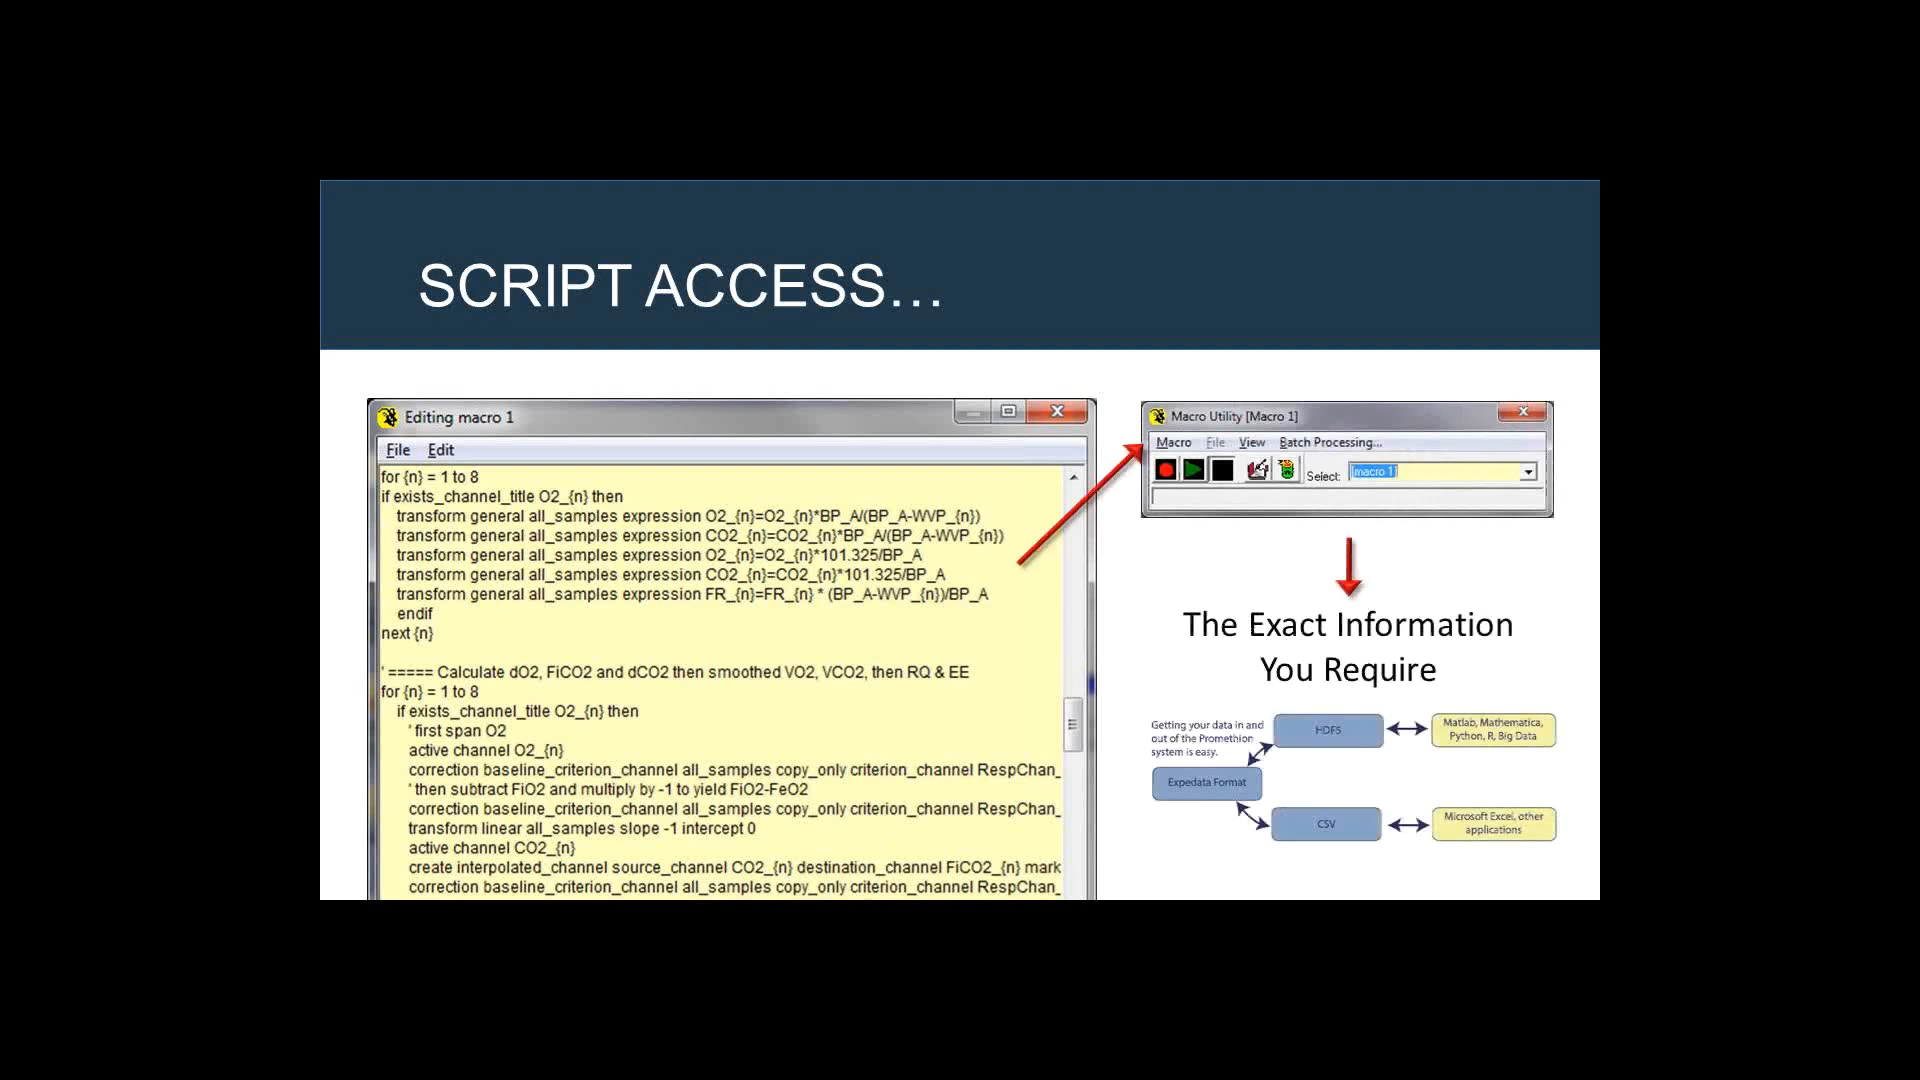 SCRIPT ACCESS…
Editing macro 1
File Edit
for {n} = 1 to 8
if exists_channel_title O2_{n} then
transform general all_samples expression O2_{n}=O2_{n}*BP_A/(BP_A-WVP_{n})
transform general all_samples expression CO2_{n}=CO2_{n}*BP_A/(BP_A-WVP_{n})
transform general all_samples expression O2_{n}=O2_{n}*101.325/BP_A
transform general all_samples expression CO2_{n}=CO2_{n}*101.325/BP_A
transform general all_samples expression FR_{n}=FR_{n} * (BP_A-WVP_{n})/BP_A
endif
next {n}
' ===== Calculate dO2, FiCO2 and dCO2 then smoothed VO2, VCO2, then RQ & EE
for {n} = 1 to 8
if exists_channel_title O2_{n} then
' first span O2
active channel O2_{n}
correction baseline_criterion_channel all_samples copy_only criterion_channel RespChan_
' then subtract FiO2 and multiply by -1 to yield FiO2-FeO2
correction baseline_criterion_channel all_samples copy_only criterion_channel RespChan_
transform linear all_samples slope -1 intercept 0
active channel CO2_{n}
create interpolated_channel source_channel CO2_{n} destination_channel FiCO2_{n} mark
correction baseline_criterion_channel all_samples copy_only criterion_channel RespChan_
Macro Utility [Macro 1]
Macro File View Batch Processing...
Select: [macro 1]
The Exact Information
You Require
Getting your data in and
out of the Promethion
system is easy.
HDF5
Matlab, Mathematica,
Python, R, Big Data
Expedata Format
CSV
Microsoft Excel, other
applications